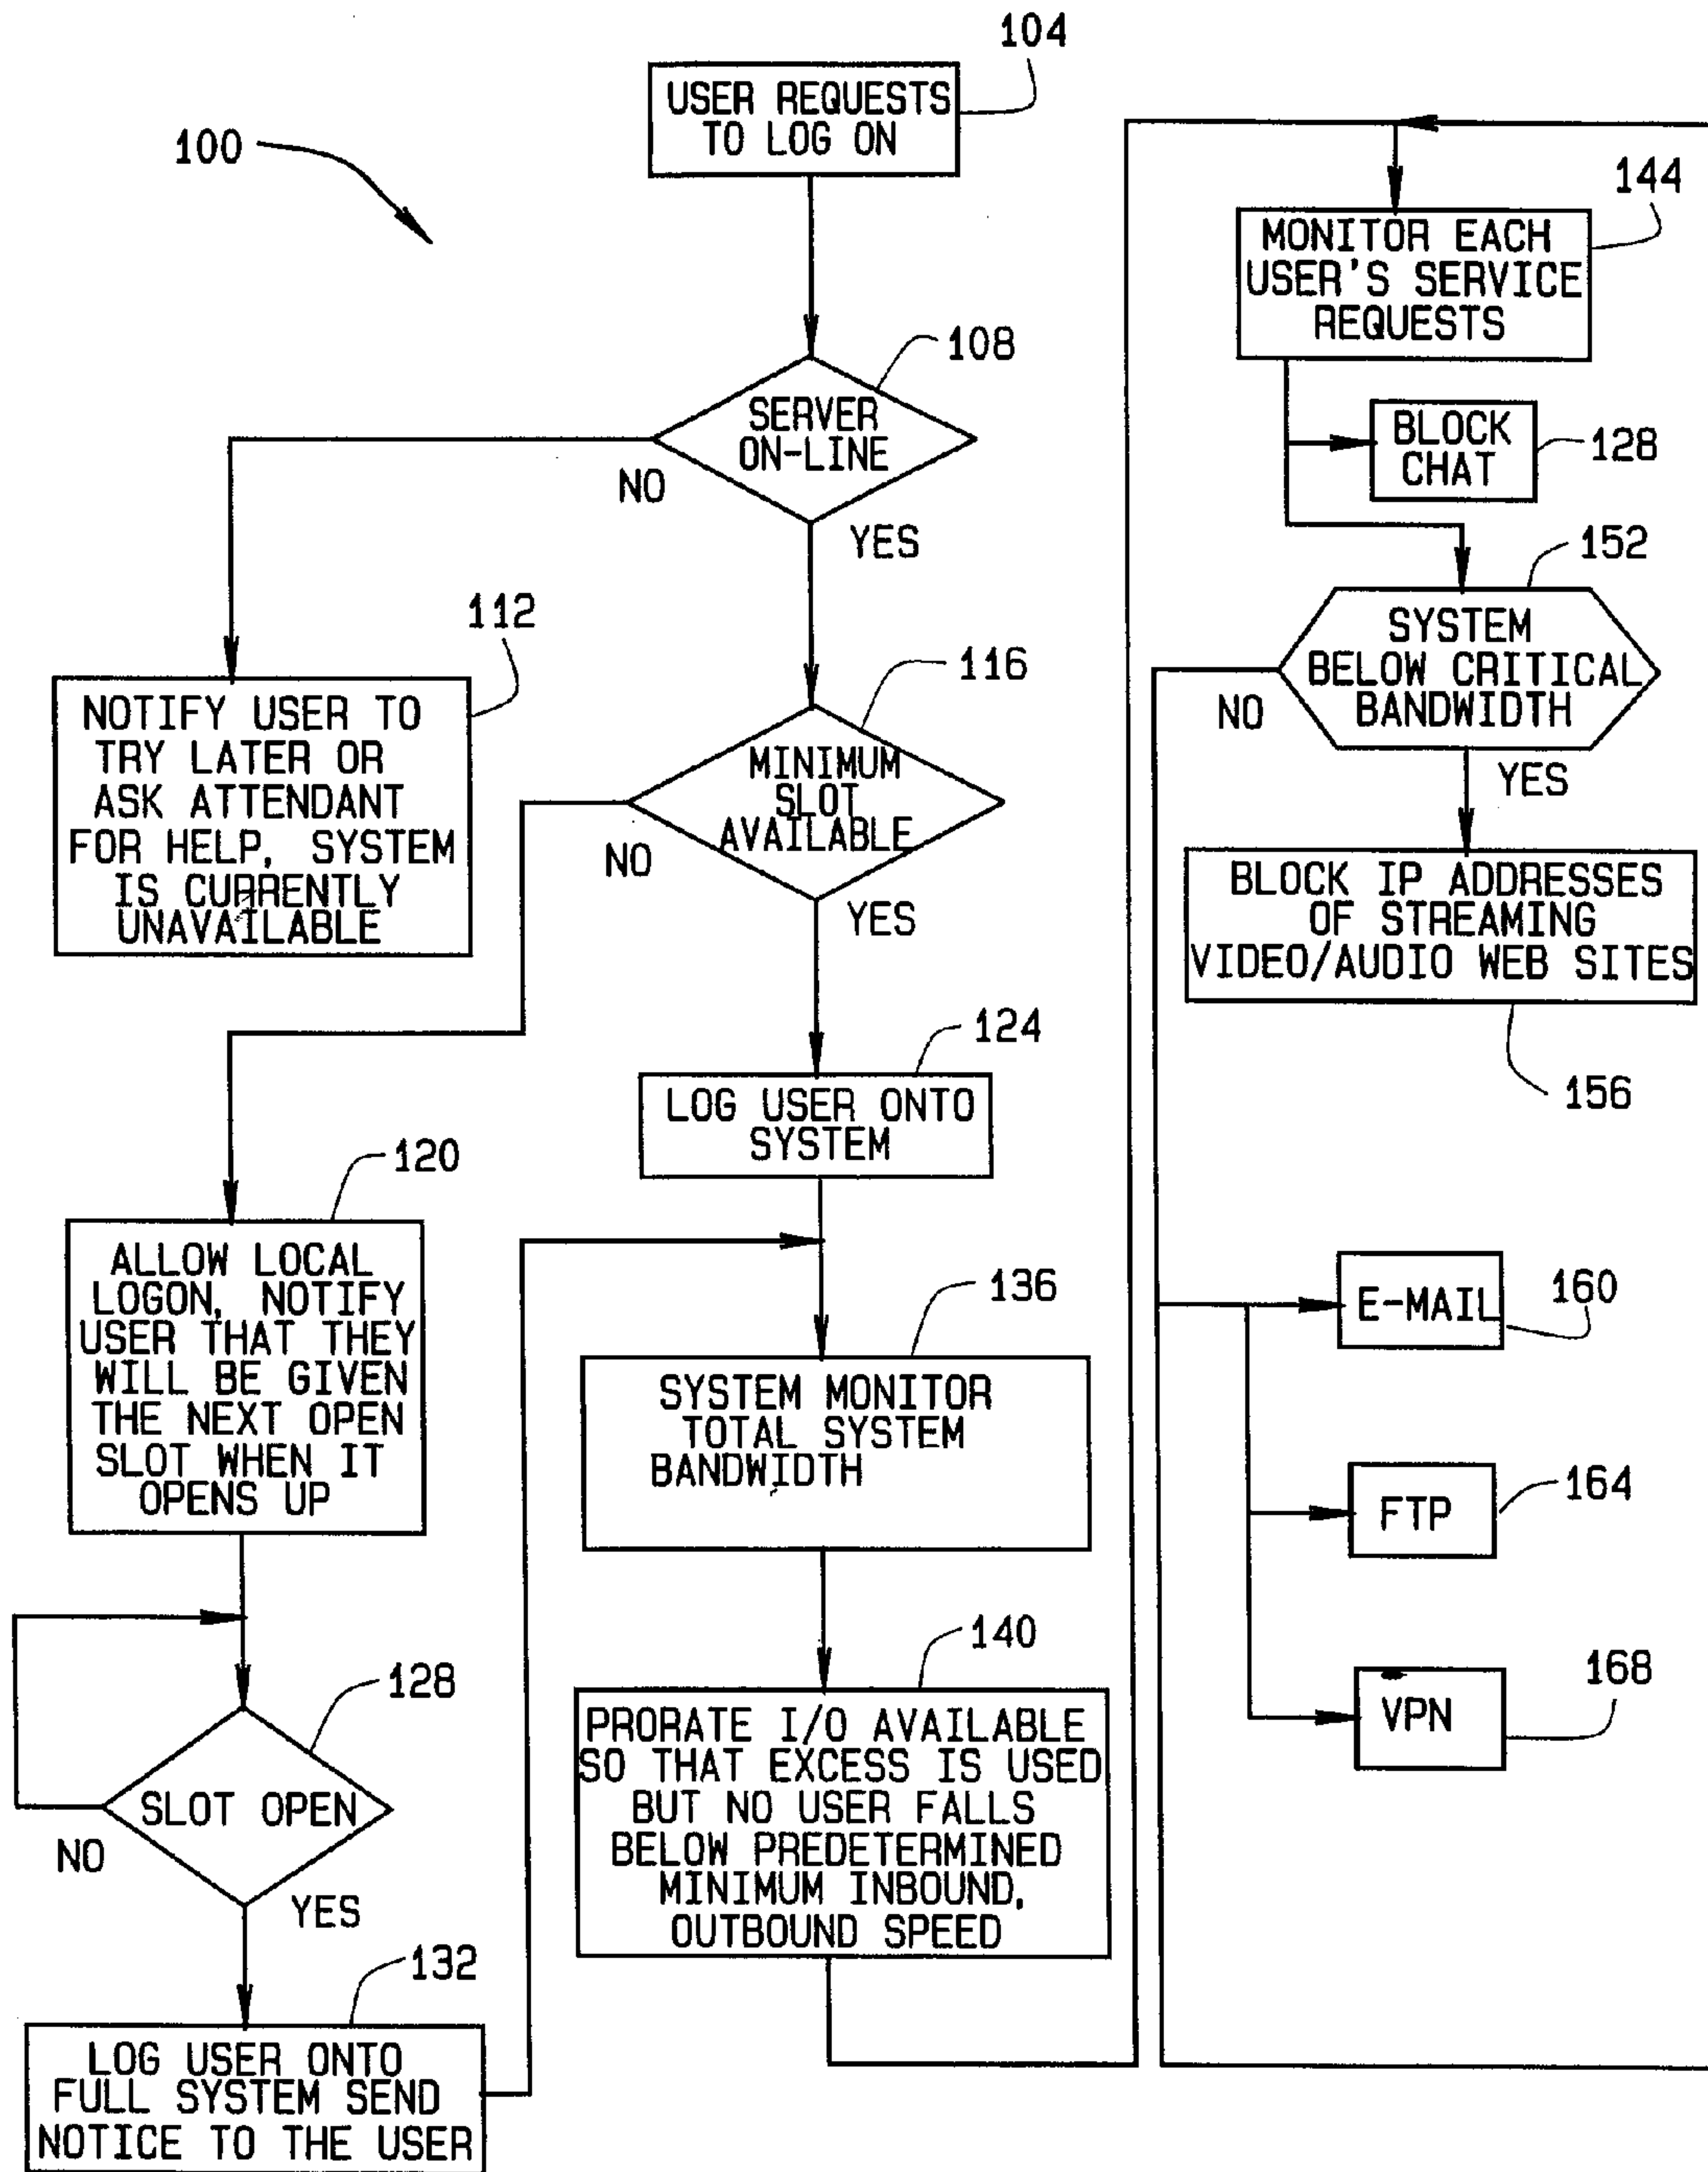 104
USER REQUESTS
TO LOG ON
100
108
SERVER
ON-LINE
NO
YES
112
NOTIFY USER TO
TRY LATER OR
ASK ATTENDANT
FOR HELP, SYSTEM
IS CURRENTLY
UNAVAILABLE
116
MINIMUM
SLOT
AVAILABLE
NO
YES
124
LOG USER ONTO
SYSTEM
120
ALLOW LOCAL
LOGON, NOTIFY
USER THAT THEY
WILL BE GIVEN
THE NEXT OPEN
SLOT WHEN IT
OPENS UP
128
SLOT OPEN
NO
YES
132
LOG USER ONTO
FULL SYSTEM SEND
NOTICE TO THE USER
136
SYSTEM MONITOR
TOTAL SYSTEM
BANDWIDTH
140
PRORATE I/O AVAILABLE
SO THAT EXCESS IS USED
BUT NO USER FALLS
BELOW PREDETERMINED
MINIMUM INBOUND,
OUTBOUND SPEED
144
MONITOR EACH
USER'S SERVICE
REQUESTS
BLOCK
CHAT
128
152
SYSTEM
BELOW CRITICAL
BANDWIDTH
NO
YES
BLOCK IP ADDRESSES
OF STREAMING
VIDEO/AUDIO WEB SITES
156
E-MAIL
160
FTP
164
VPN
168